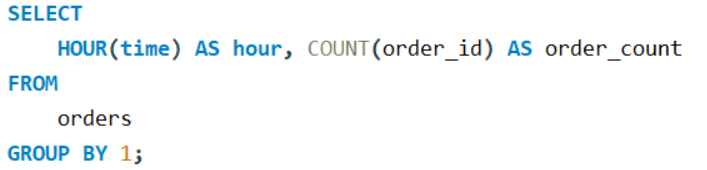 SELECT
HOUR(time) AS hour, COUNT(order_id) AS order_count
FROM
orders
GROUP BY 1;